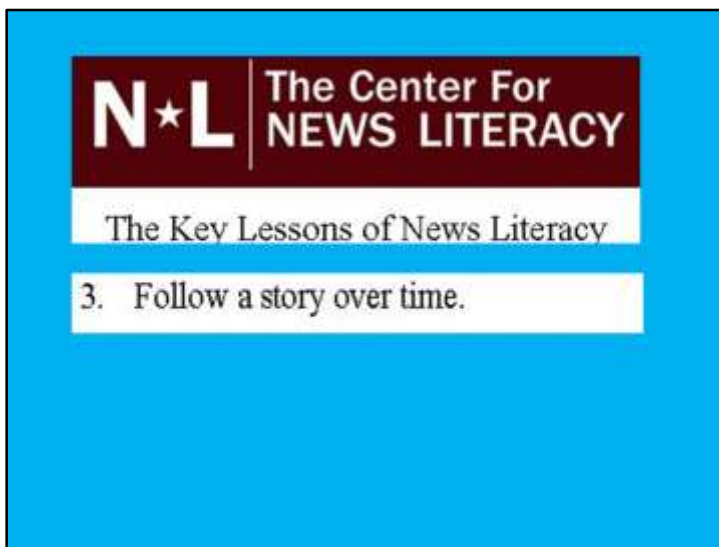 N★L
The Center For
NEWS LITERACY
The Key Lessons of News Literacy
3. Follow a story over time.